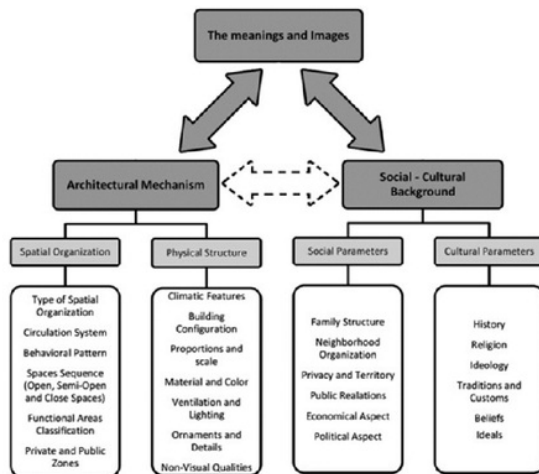 The meanings and Images
Architectural Mechanism
Social - Cultural
Background
Spatial Organization
Physical Structure
Social Parameters
Cultural Parameters
Type of Spatial
Organization
Circulation System
Behavioral Pattern
Spaces Sequence
(Open, Semi-Open
and Close Spaces)
Functional Areas
Classification
Private and Public
Zones
Climatic Features
Building
Configuration
Proportions and
scale
Material and Color
Ventilation and
Lighting
Ornaments and
Details
Non-Visual Qualities
Family Structure
Neighborhood
Organization
Privacy and Territory
Public Realations
Economical Aspect
Political Aspect
History
Religion
Ideology
Traditions and
Customs
Beliefs
Ideals